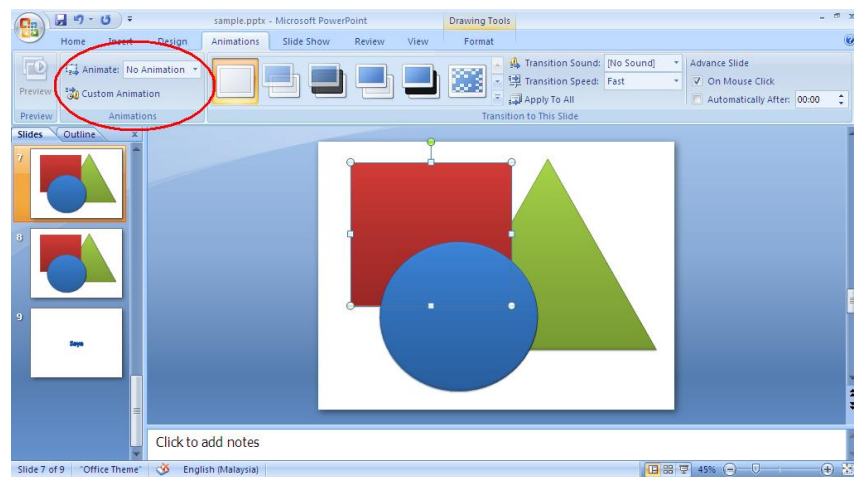 sample.pptx - Microsoft PowerPoint
Drawing Tools
Home Insert Design Animations Slide Show Review View Format
Preview
Animate: No Animation
Custom Animation
Transition Sound: [No Sound]
Transition Speed: Fast
Apply To All
Advance Slide
On Mouse Click
Automatically After: 00:00
Preview
Animations
Transition to This Slide
Slides Outline x
7
8
9
Saya
Click to add notes
Slide 7 of 9 "Office Theme" English (Malaysia) 45%